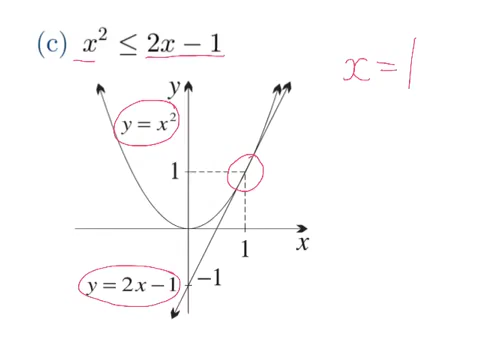 (c) x² ≤ 2x − 1
x = 1
y
y = x²
1
1
x
y = 2x − 1
−1